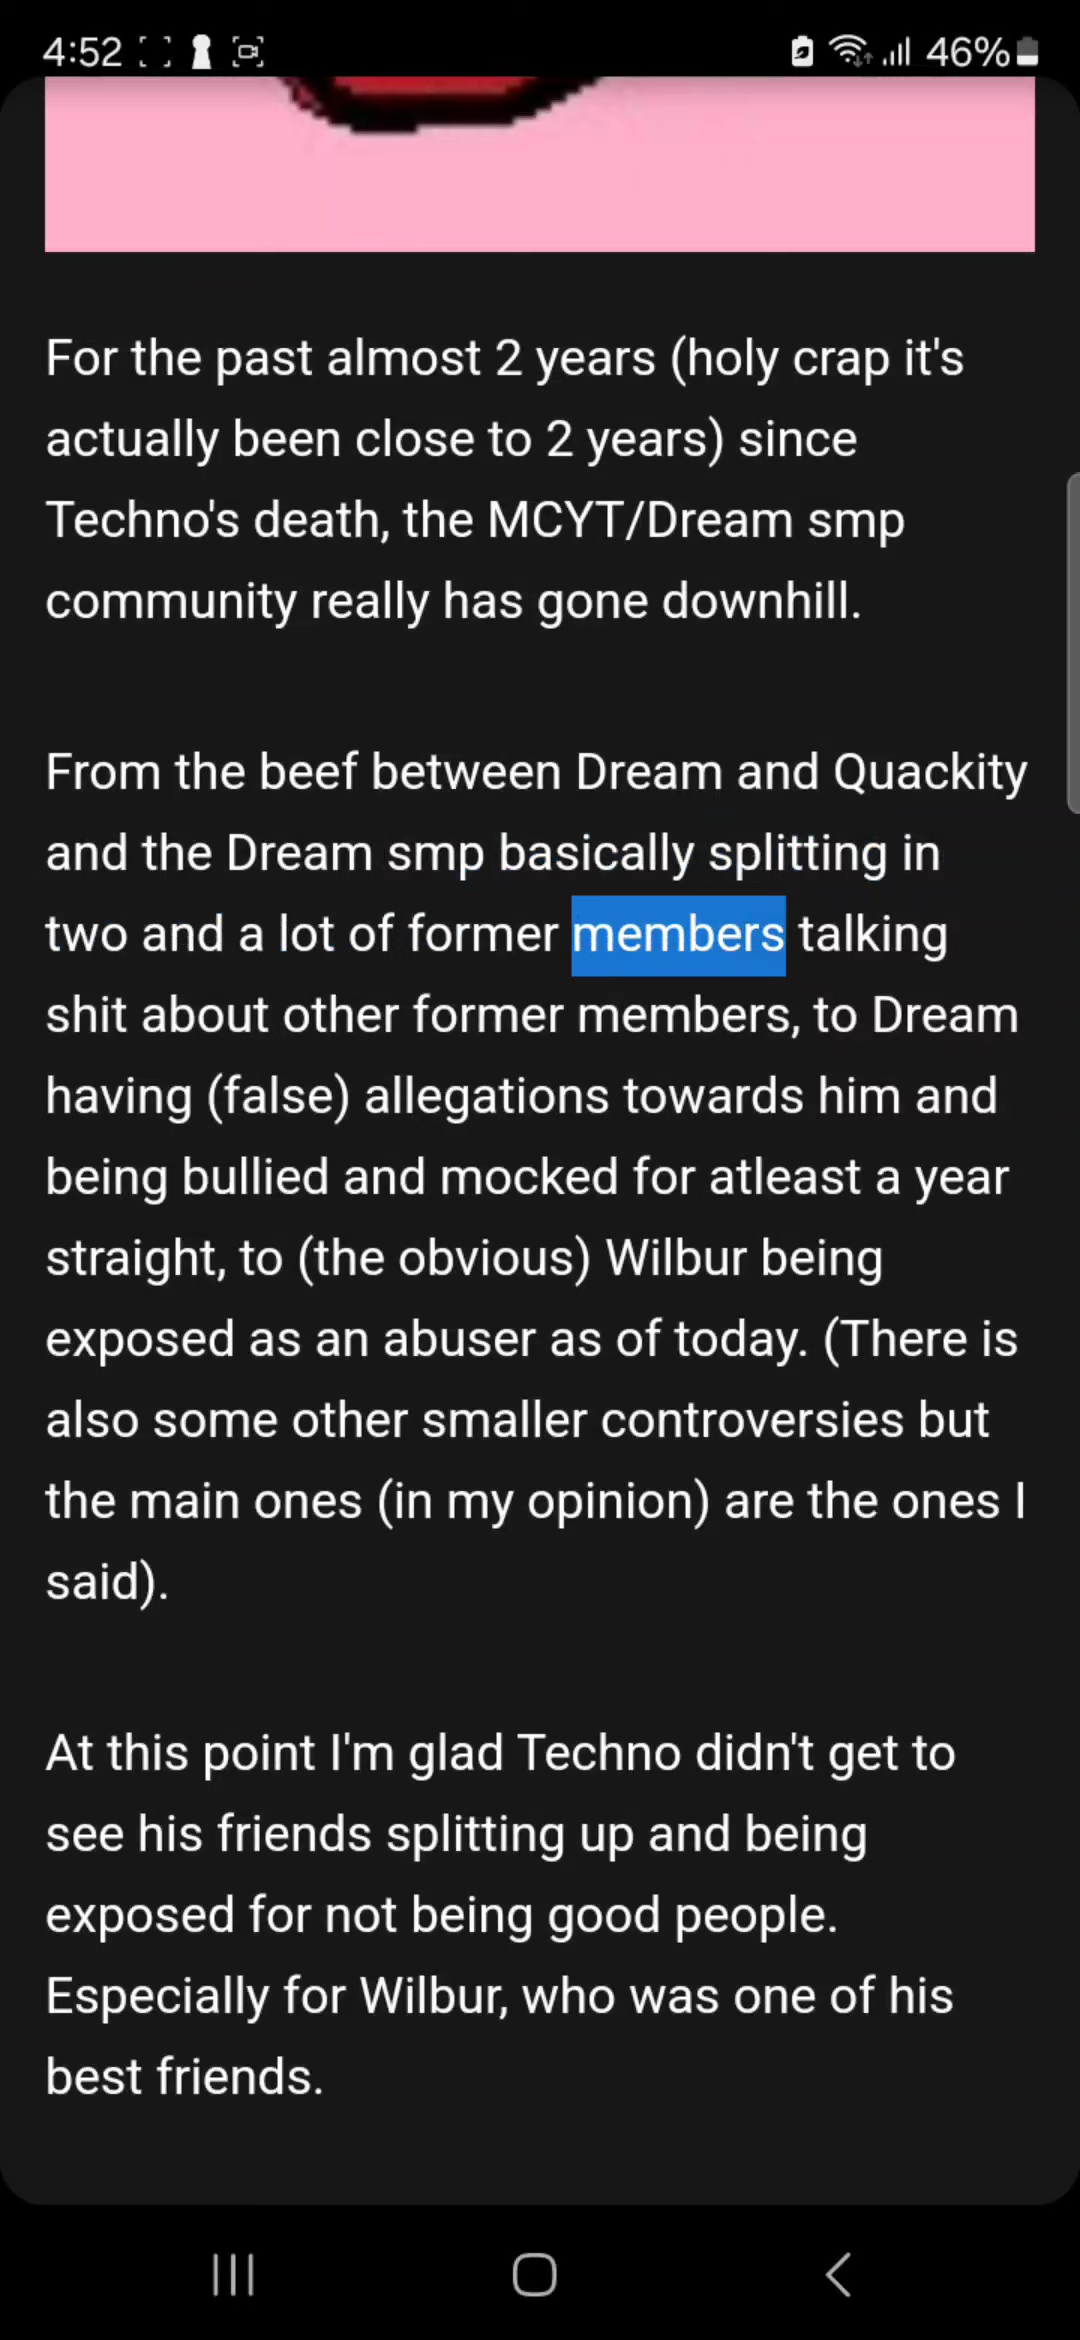 4:52
46%
For the past almost 2 years (holy crap it's
actually been close to 2 years) since
Techno's death, the MCYT/Dream smp
community really has gone downhill.
From the beef between Dream and Quackity
and the Dream smp basically splitting in
two and a lot of former members talking
shit about other former members, to Dream
having (false) allegations towards him and
being bullied and mocked for atleast a year
straight, to (the obvious) Wilbur being
exposed as an abuser as of today. (There is
also some other smaller controversies but
the main ones (in my opinion) are the ones I
said).
At this point I'm glad Techno didn't get to
see his friends splitting up and being
exposed for not being good people.
Especially for Wilbur, who was one of his
best friends.